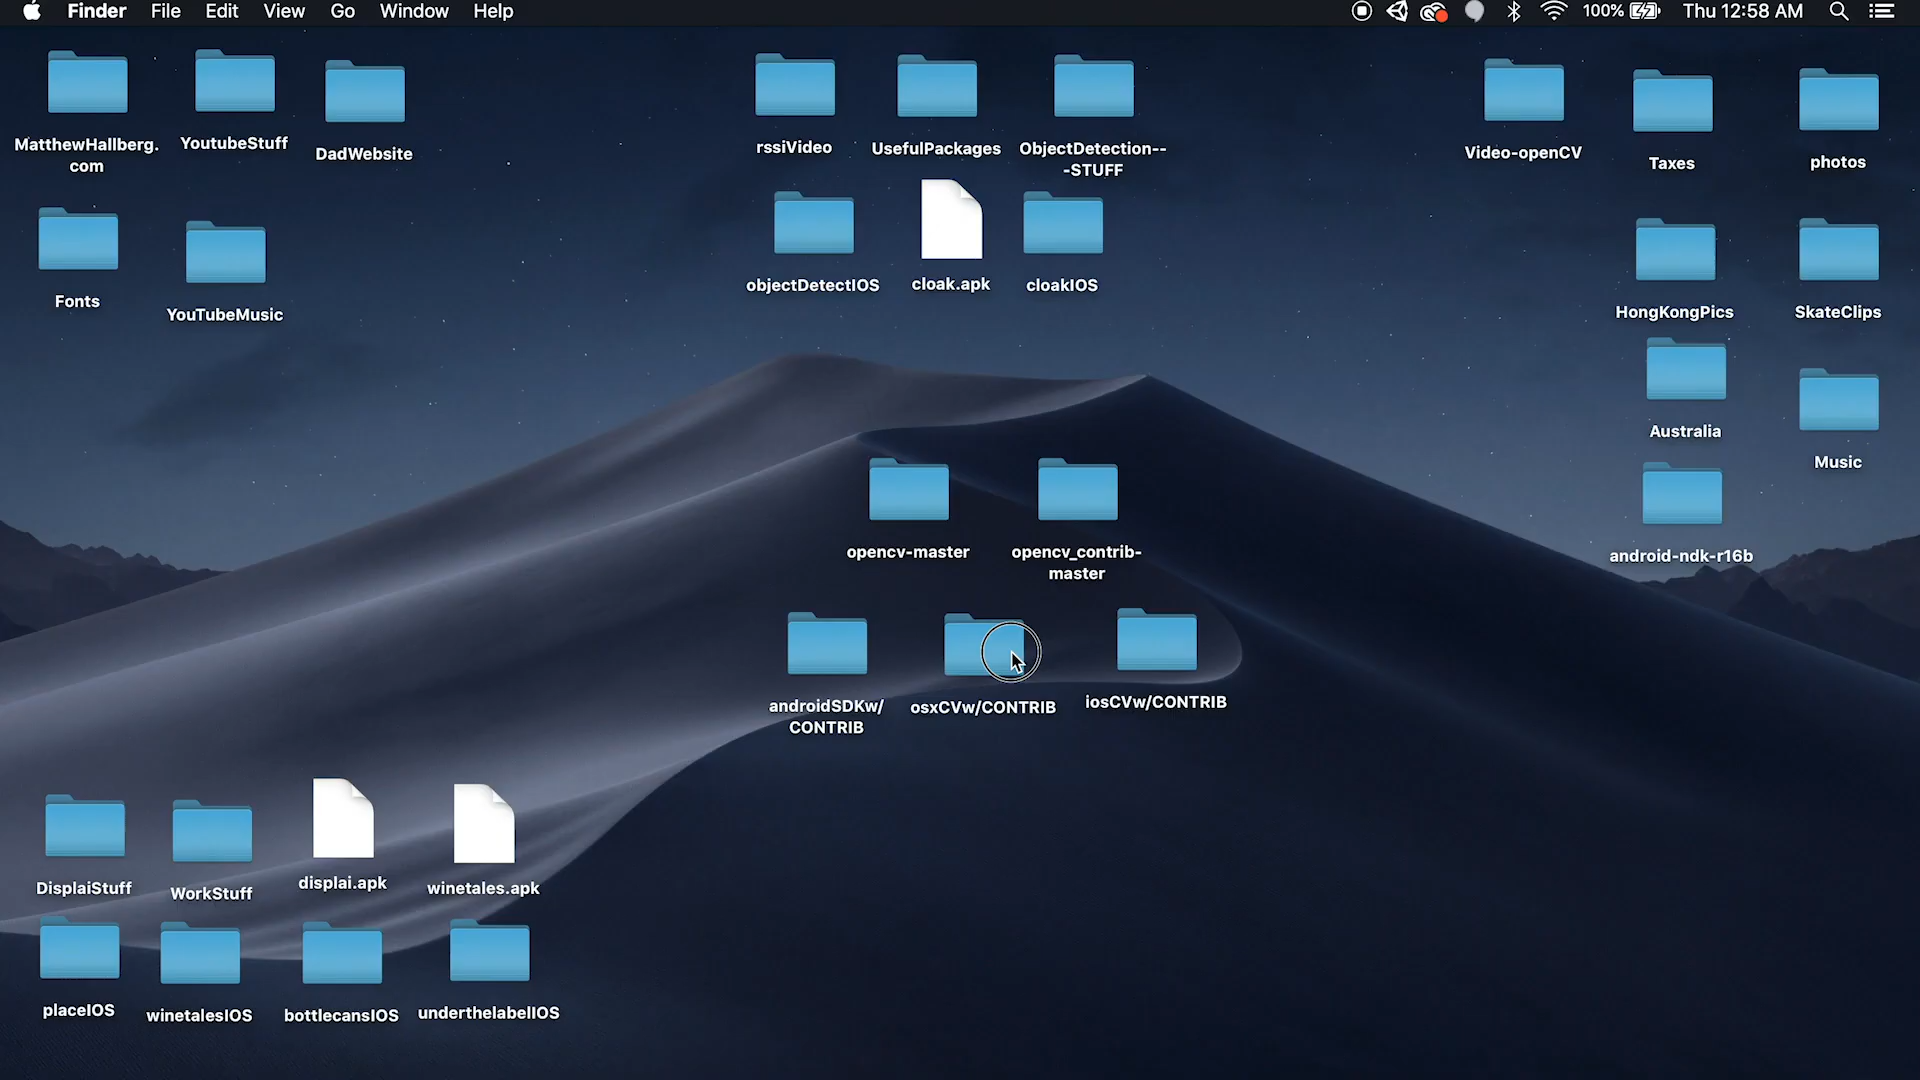 Finder File Edit View Go Window Help 100% Thu 12:58 AM
MatthewHallberg.
com
YoutubeStuff
DadWebsite
rssiVideo
UsefulPackages
ObjectDetection--
-STUFF
Video-openCV
Taxes
photos
Fonts
YouTubeMusic
objectDetectIOS
cloak.apk
cloakIOS
HongKongPics
SkateClips
Australia
Music
opencv-master
opencv_contrib-
master
android-ndk-r16b
androidSDKw/
CONTRIB
osxCVw/CONTRIB
iosCVw/CONTRIB
DisplaiStuff
WorkStuff
displai.apk
winetales.apk
placeIOS
winetalesIOS
bottlecansIOS
underthelabelIOS